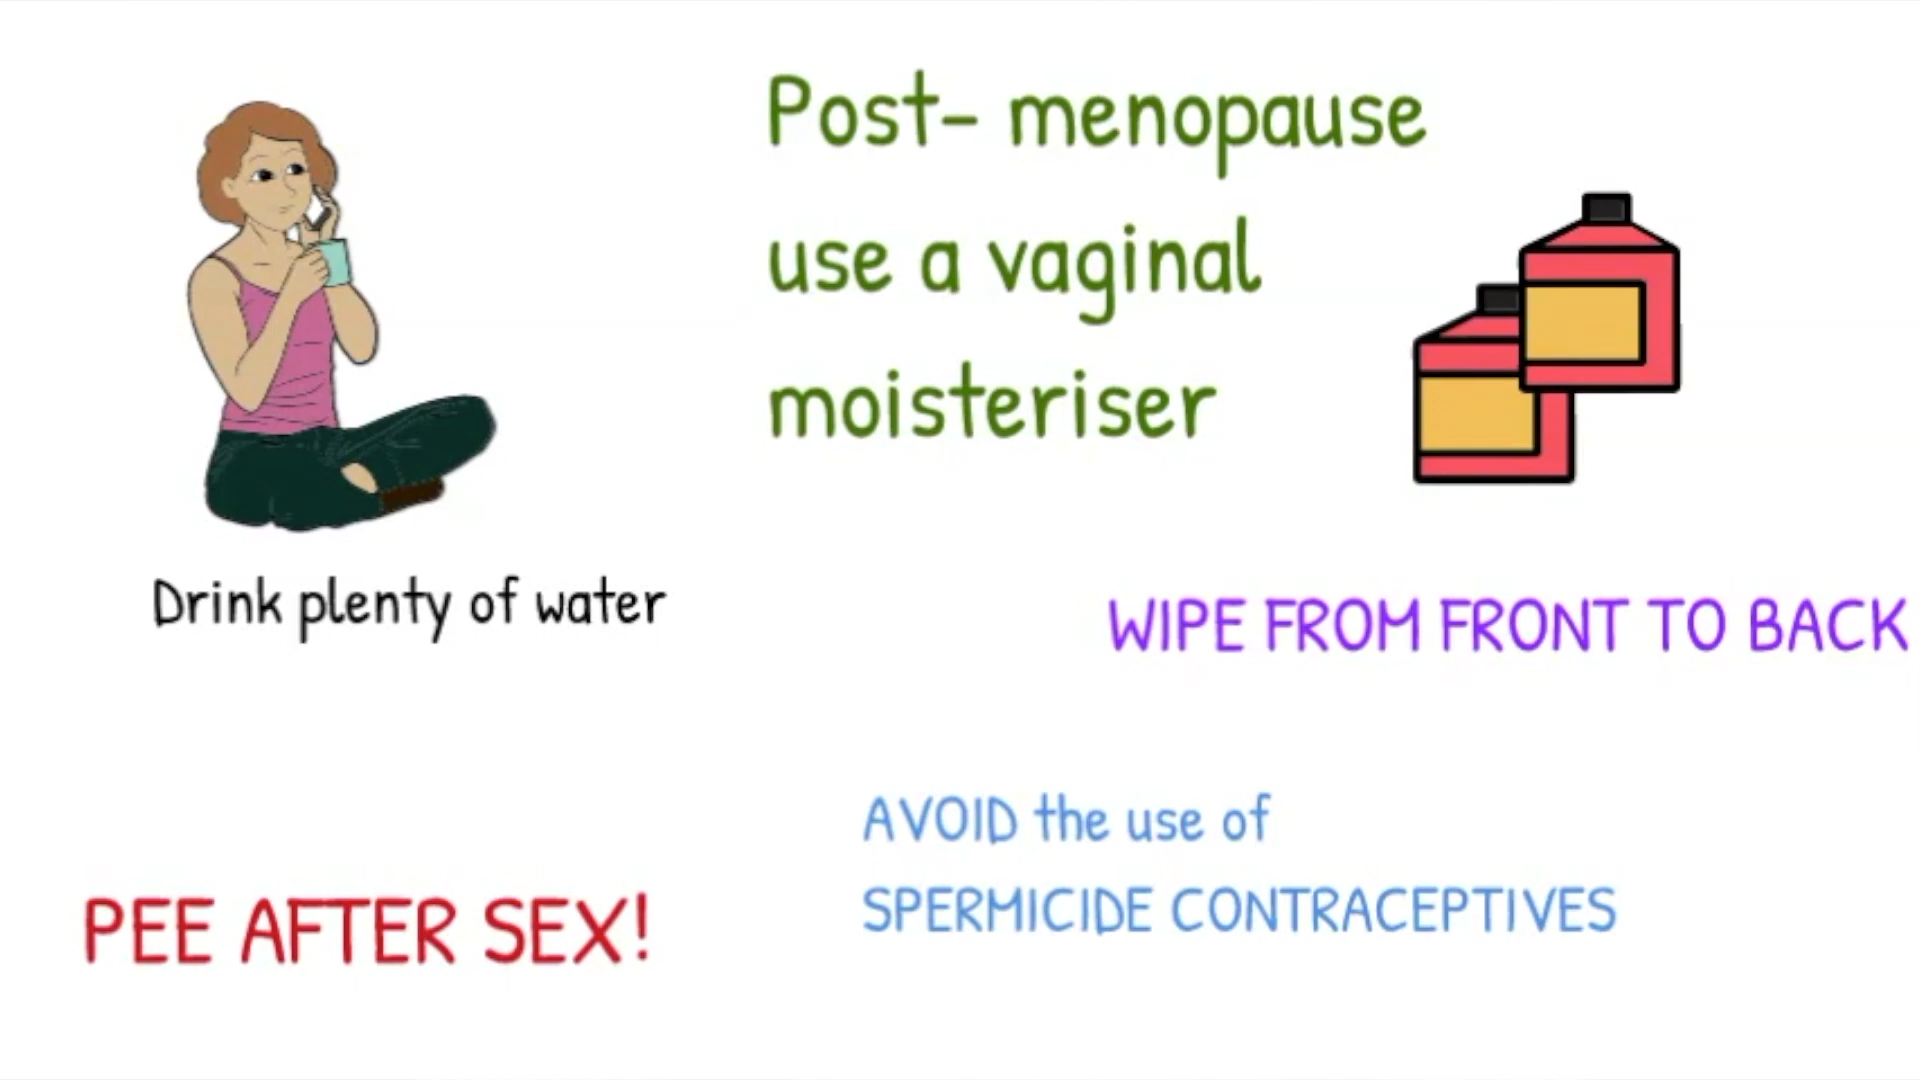 Post- menopause
use a vaginal
moisteriser
Drink plenty of water
WIPE FROM FRONT TO BACK
AVOID the use of
SPERMICIDE CONTRACEPTIVES
PEE AFTER SEX!